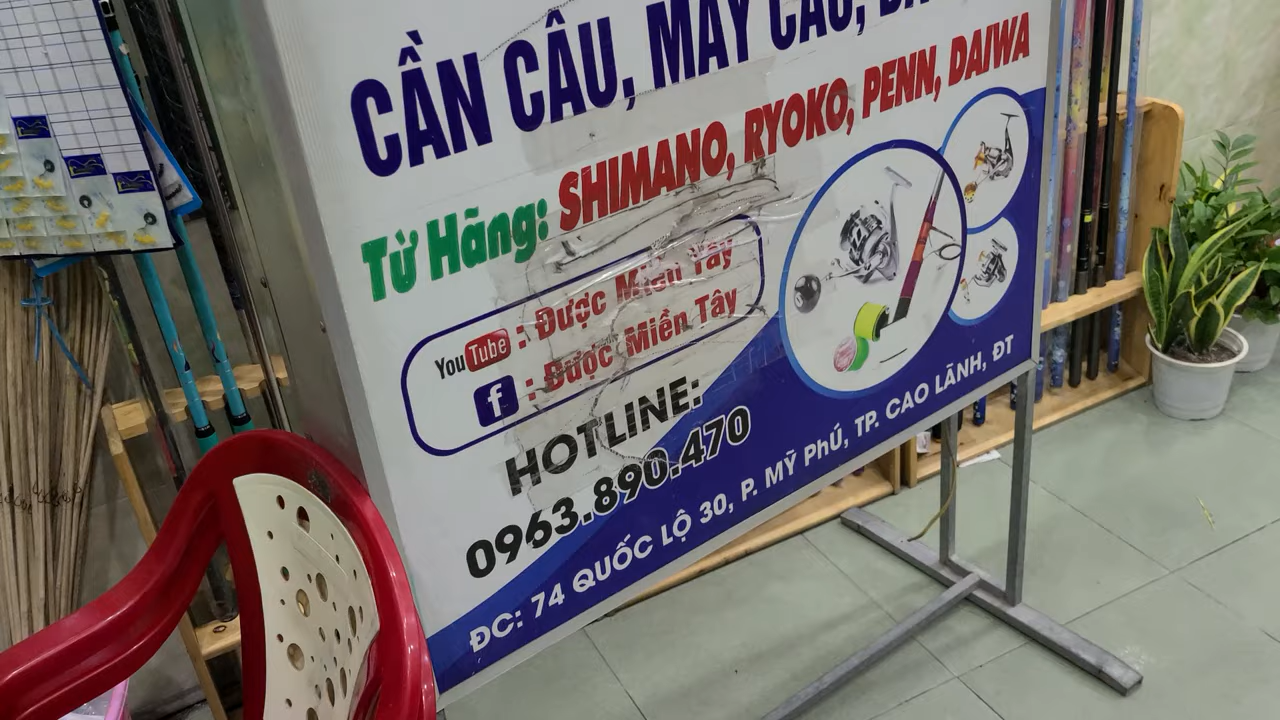 CẦN CÂU, MÁY CÂU,
Từ Hãng: SHIMANO, RYOKO, PENN, DAIWA
YouTube : Được Miền Tây
f : Được Miền Tây
HOTLINE:
0963.890.470
ĐC: 74 QUỐC LỘ 30, P. MỸ PHÚ, TP. CAO LÃNH, ĐT